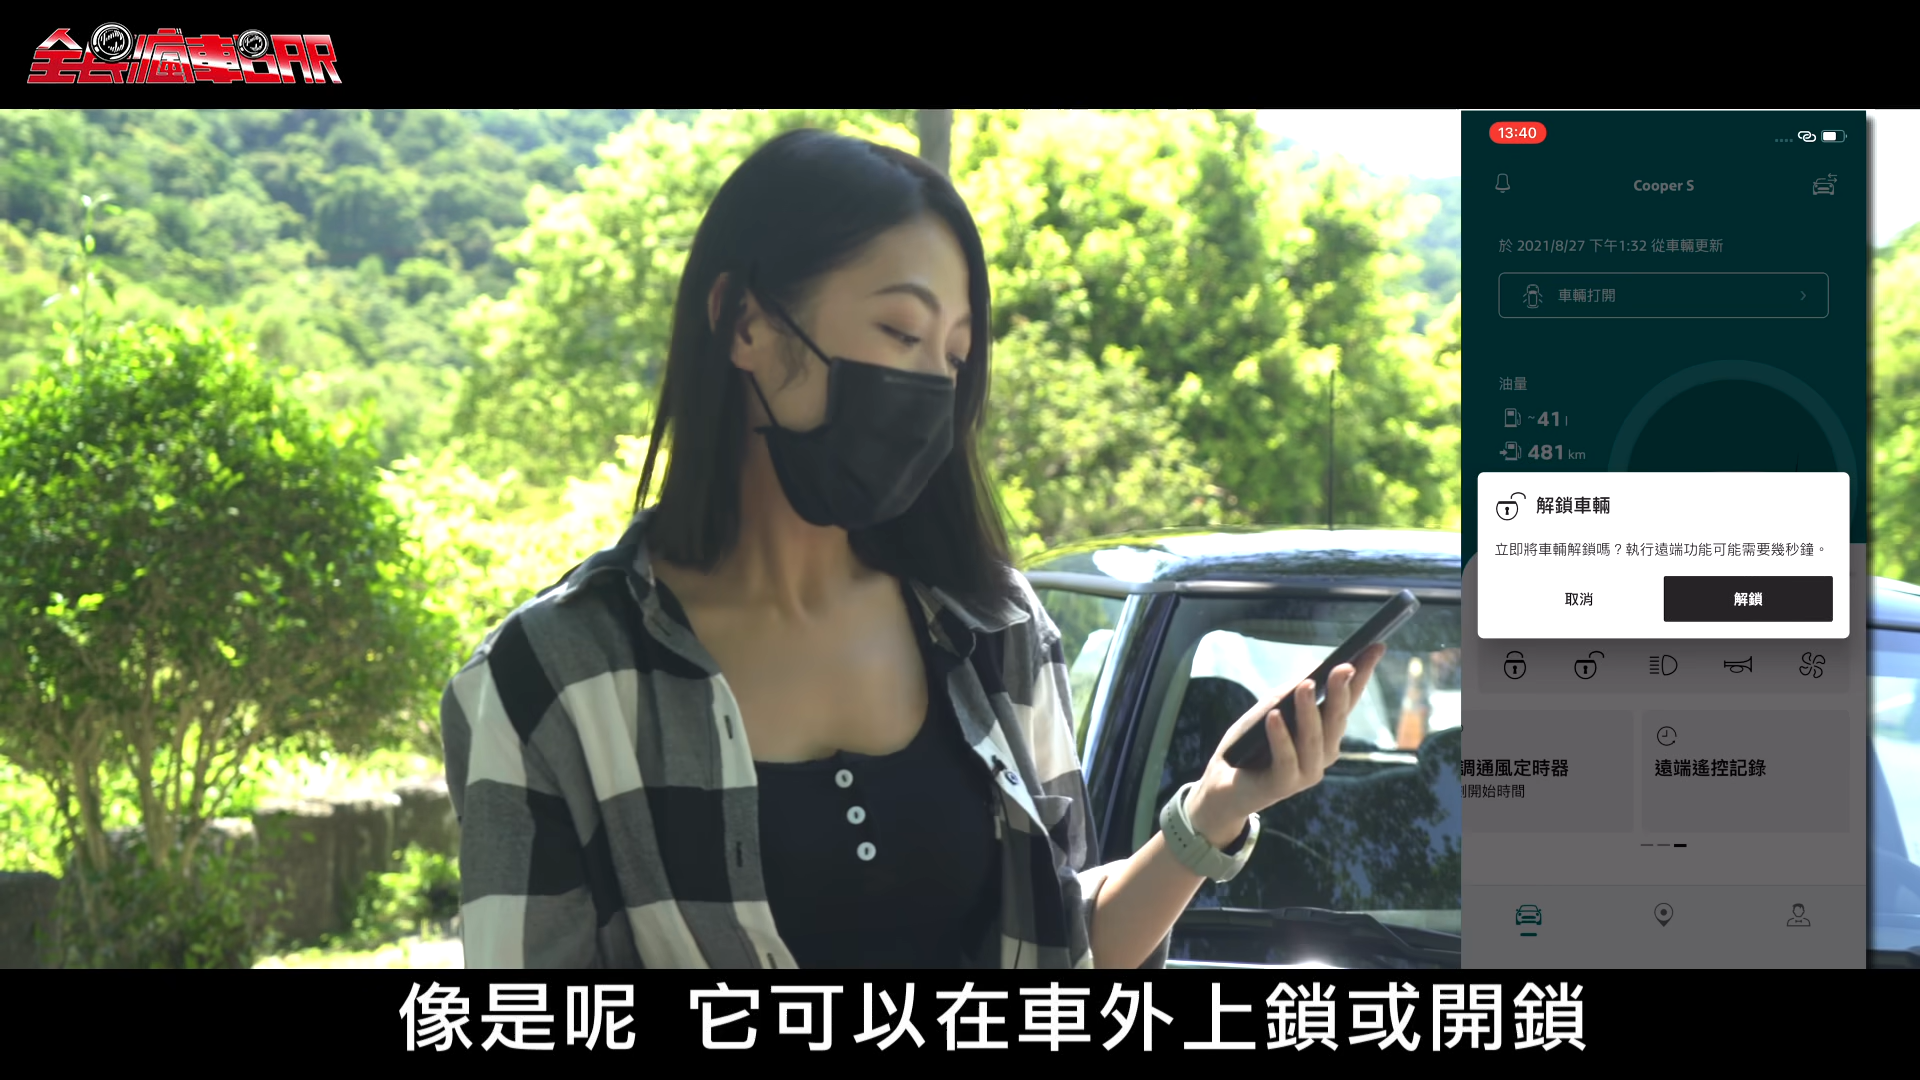 全民瘋車BAR
13:40
Cooper S
於 2021/8/27 下午1:32 從車輛更新
車輛打開
油量
~41 l
481 km
解鎖車輛
立即將車輛解鎖嗎？執行遠端功能可能需要幾秒鐘。
取消
解鎖
調通風定時器
開始時間
遠端遙控記錄
像是呢 它可以在車外上鎖或開鎖